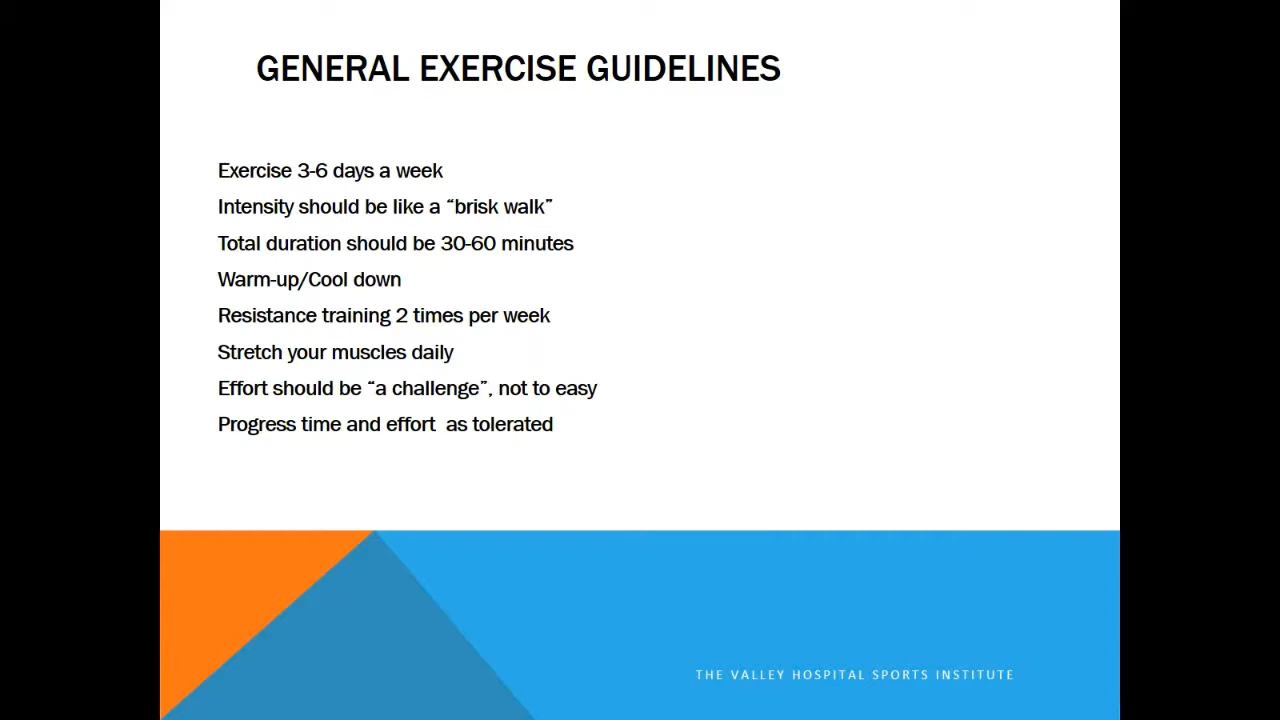 GENERAL EXERCISE GUIDELINES
Exercise 3-6 days a week
Intensity should be like a “brisk walk”
Total duration should be 30-60 minutes
Warm-up/Cool down
Resistance training 2 times per week
Stretch your muscles daily
Effort should be “a challenge”, not to easy
Progress time and effort  as tolerated
THE VALLEY HOSPITAL SPORTS INSTITUTE